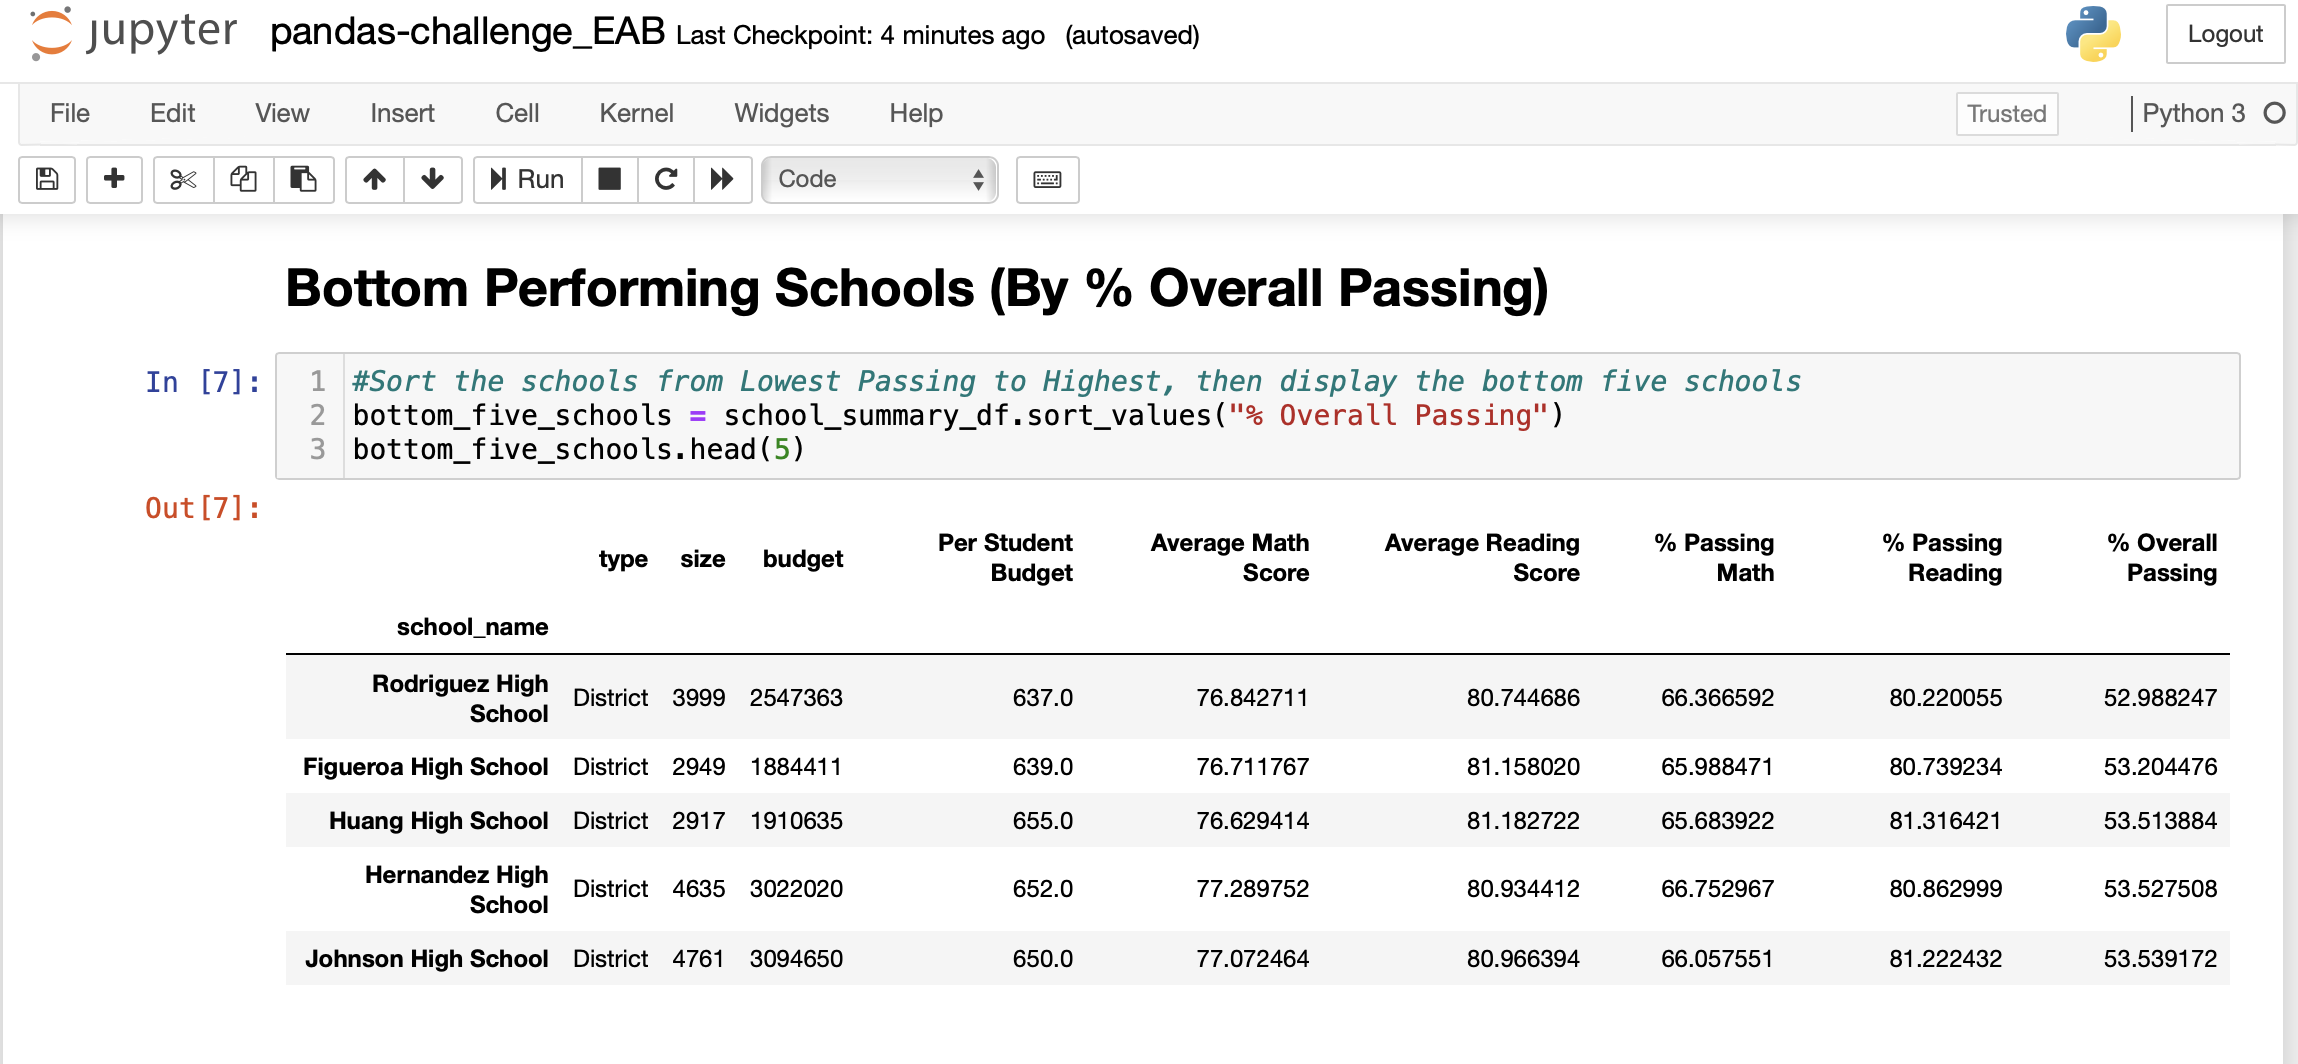 jupyter pandas-challenge_EAB Last Checkpoint: 4 minutes ago (autosaved) Logout
File Edit View Insert Cell Kernel Widgets Help Trusted Python 3
Run Code
Bottom Performing Schools (By % Overall Passing)
In [7]: 1 #Sort the schools from Lowest Passing to Highest, then display the bottom five schools
2 bottom_five_schools = school_summary_df.sort_values("% Overall Passing")
3 bottom_five_schools.head(5)
Out[7]:
type size budget Per Student Budget Average Math Score Average Reading Score % Passing Math % Passing Reading % Overall Passing
school_name
Rodriguez High School District 3999 2547363 637.0 76.842711 80.744686 66.366592 80.220055 52.988247
Figueroa High School District 2949 1884411 639.0 76.711767 81.158020 65.988471 80.739234 53.204476
Huang High School District 2917 1910635 655.0 76.629414 81.182722 65.683922 81.316421 53.513884
Hernandez High School District 4635 3022020 652.0 77.289752 80.934412 66.752967 80.862999 53.527508
Johnson High School District 4761 3094650 650.0 77.072464 80.966394 66.057551 81.222432 53.539172